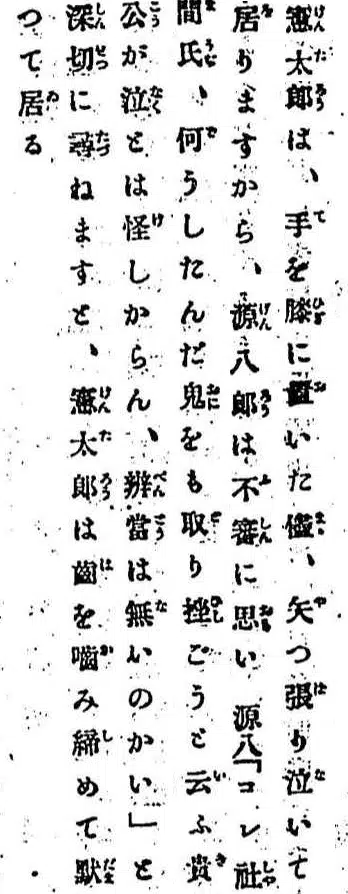 憲太郎は、手を膝に置いた儘、矢つ張り泣いて
居りますから、源八郎は不審に思い　源八「コレ社
間氏、何うしたんだ鬼をも取り挫ごうと云ふ貴
公が泣とは怪しからん、辨當は無いのかい」と
深切に尋ねますと、憲太郎は齒を嚙み締めて默
つて居る